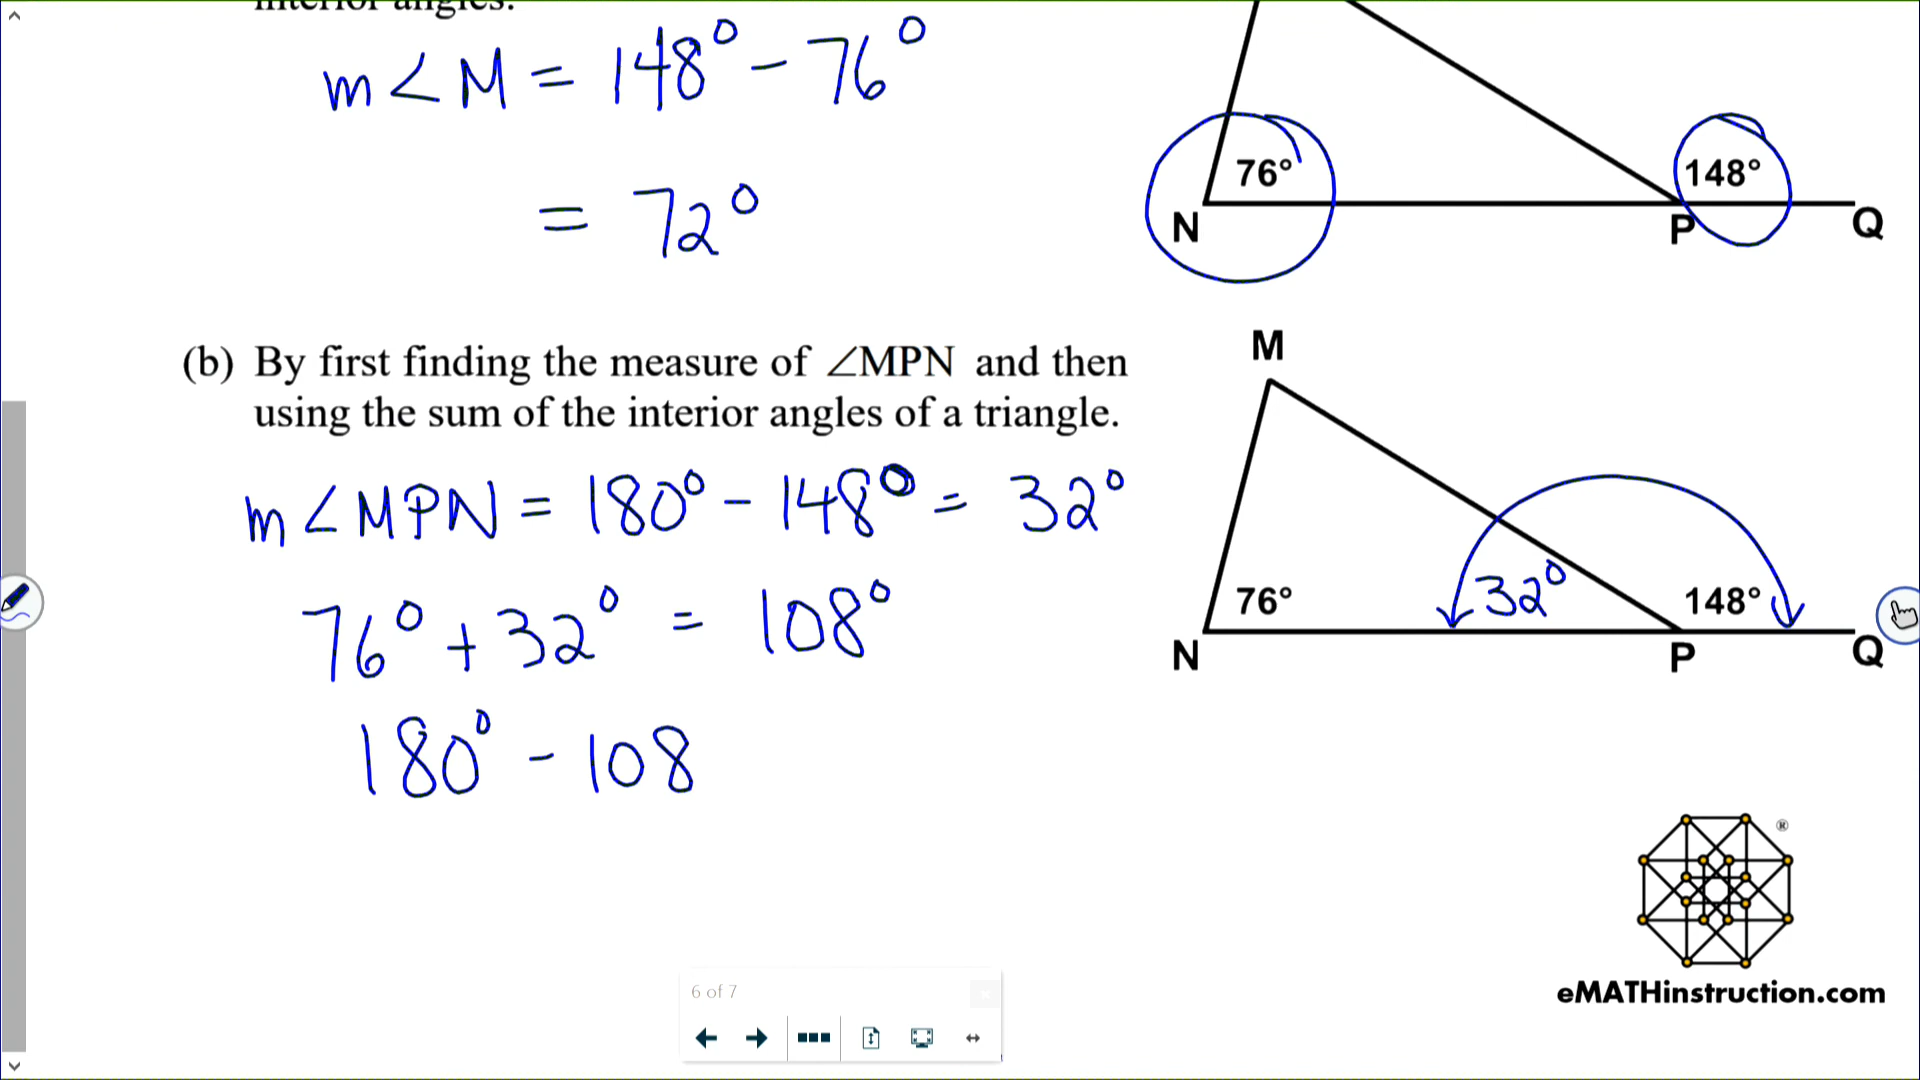 interior angles.
m∠M = 148° - 76°
= 72°
76°
148°
N
P
Q
(b) By first finding the measure of ∠MPN and then
using the sum of the interior angles of a triangle.
m∠MPN = 180° - 148° = 32°
76° + 32° = 108°
180° - 108
M
76°
32°
148°
N
P
Q
®
eMATHinstruction.com
6 of 7